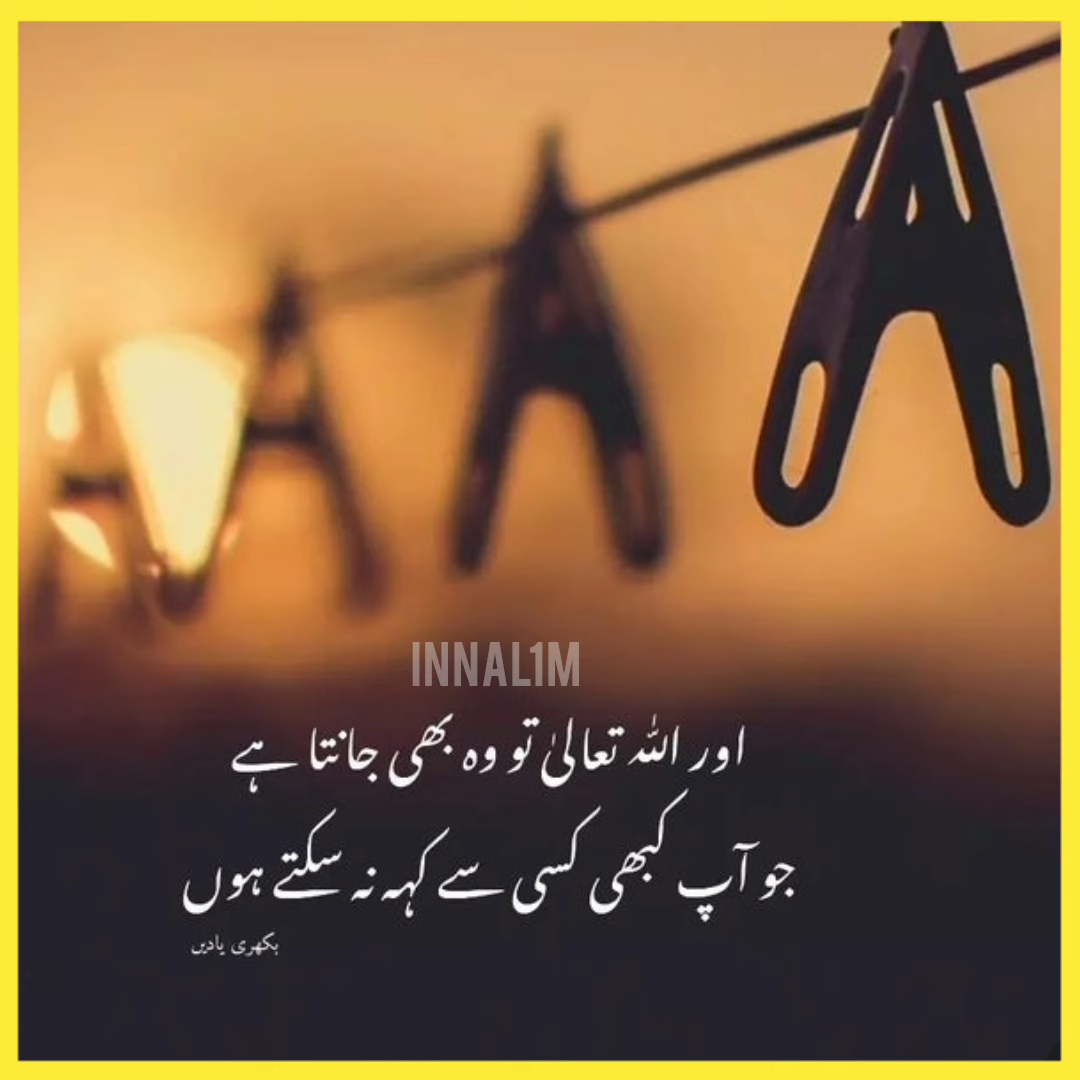 INNAL1M
اور اللہ تعالیٰ تو وہ بھی جانتا ہے
جو آپ کبھی کسی سے کہہ نہ سکتے ہوں
بکھری یادیں